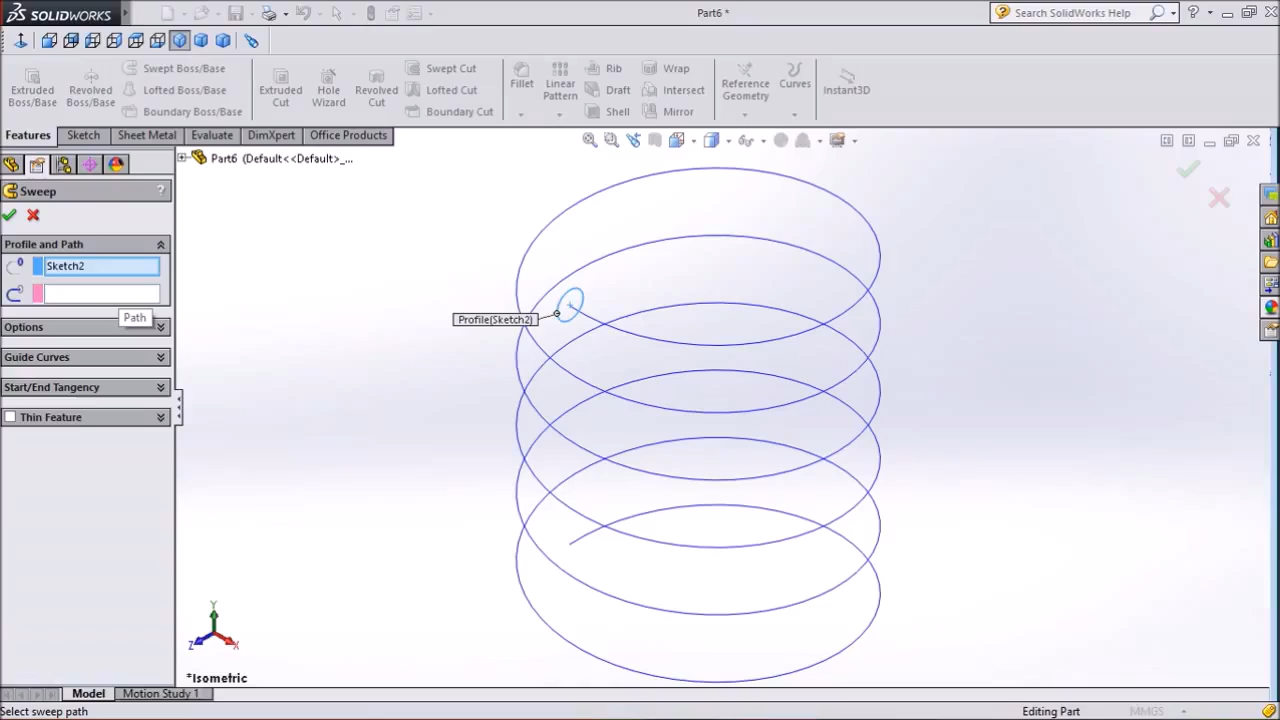 SOLIDWORKS
Part6 *
Search SolidWorks Help
Extruded Boss/Base
Revolved Boss/Base
Swept Boss/Base
Lofted Boss/Base
Boundary Boss/Base
Extruded Cut
Hole Wizard
Revolved Cut
Swept Cut
Lofted Cut
Boundary Cut
Fillet
Linear Pattern
Rib
Draft
Shell
Wrap
Intersect
Mirror
Reference Geometry
Curves
Instant3D
Features
Sketch
Sheet Metal
Evaluate
DimXpert
Office Products
Part6 (Default<<Default>_...
Sweep
?
Profile and Path
Sketch2
Path
Options
Guide Curves
Start/End Tangency
Thin Feature
Profile(Sketch2)
Y
Z
X
*Isometric
Model
Motion Study 1
Select sweep path
Editing Part
MMGS